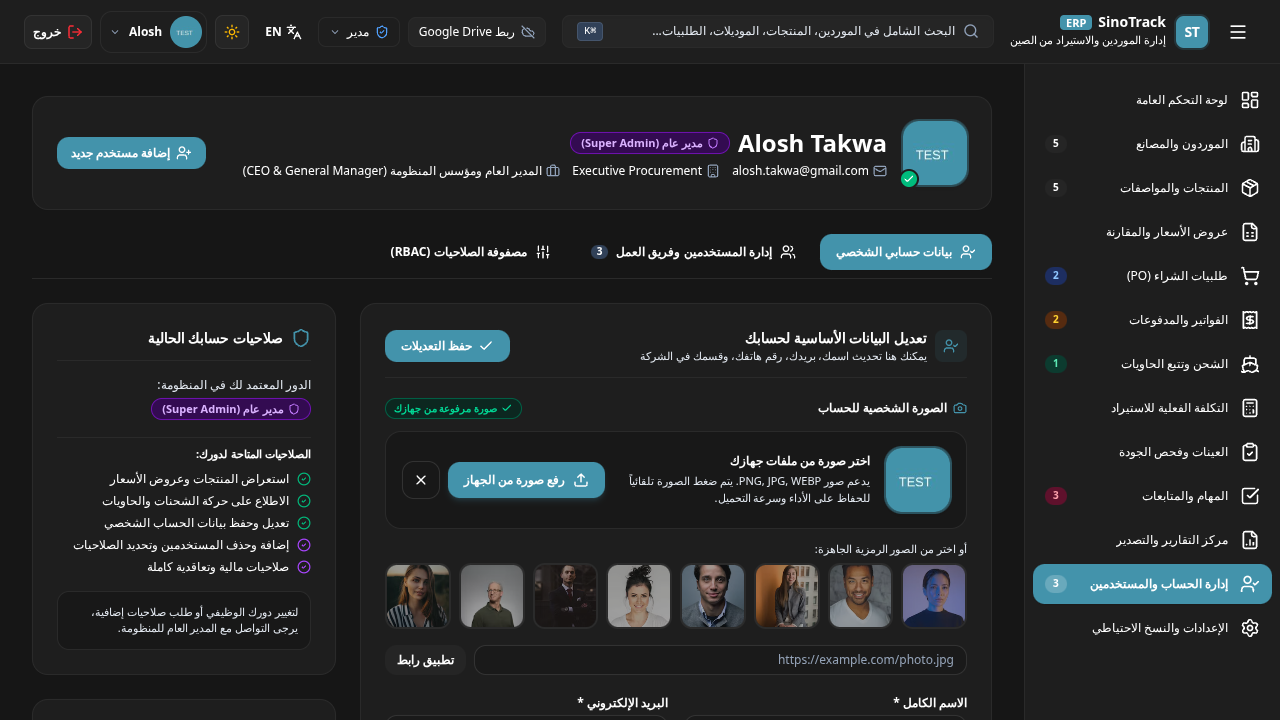 ST
SinoTrack ERP
إدارة الموردين والاستيراد من الصين
البحث الشامل في الموردين، المنتجات، الموديلات، الطلبيات...
⌘K
ربط Google Drive
مدير
EN
TEST
Alosh
خروج
لوحة التحكم العامة
الموردون والمصانع 5
المنتجات والمواصفات 5
عروض الأسعار والمقارنة
طلبيات الشراء (PO) 2
الفواتير والمدفوعات 2
الشحن وتتبع الحاويات 1
التكلفة الفعلية للاستيراد
العينات وفحص الجودة
المهام والمتابعات 3
مركز التقارير والتصدير
إدارة الحساب والمستخدمين 3
الإعدادات والنسخ الاحتياطي
TEST
Alosh Takwa مدير عام (Super Admin)
alosh.takwa@gmail.com Executive Procurement المدير العام ومؤسس المنظومة (CEO & General Manager)
إضافة مستخدم جديد
بيانات حسابي الشخصي
إدارة المستخدمين وفريق العمل 3
مصفوفة الصلاحيات (RBAC)
تعديل البيانات الأساسية لحسابك
يمكنك هنا تحديث اسمك، بريدك، رقم هاتفك، وقسمك في الشركة
حفظ التعديلات
الصورة الشخصية للحساب
صورة مرفوعة من جهازك
TEST
اختر صورة من ملفات جهازك
يدعم صور PNG, JPG, WEBP. يتم ضغط الصورة تلقائياً
للحفاظ على الأداء وسرعة التحميل.
رفع صورة من الجهاز
أو اختر من الصور الرمزية الجاهزة:
https://example.com/photo.jpg
تطبيق رابط
الاسم الكامل *
البريد الإلكتروني *
صلاحيات حسابك الحالية
الدور المعتمد لك في المنظومة:
مدير عام (Super Admin)
الصلاحيات المتاحة لدورك:
استعراض المنتجات وعروض الأسعار
الاطلاع على حركة الشحنات والحاويات
تعديل وحفظ بيانات الحساب الشخصي
إضافة وحذف المستخدمين وتحديد الصلاحيات
صلاحيات مالية وتعاقدية كاملة
لتغيير دورك الوظيفي أو طلب صلاحيات إضافية،
يرجى التواصل مع المدير العام للمنظومة.